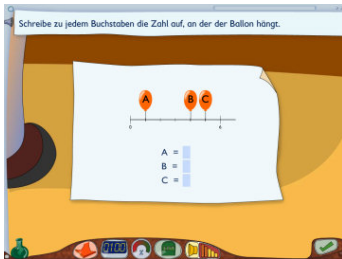 Schreibe zu jedem Buchstaben die Zahl auf, an der der Ballon hängt.
A B C
0 6
A =
B =
C =